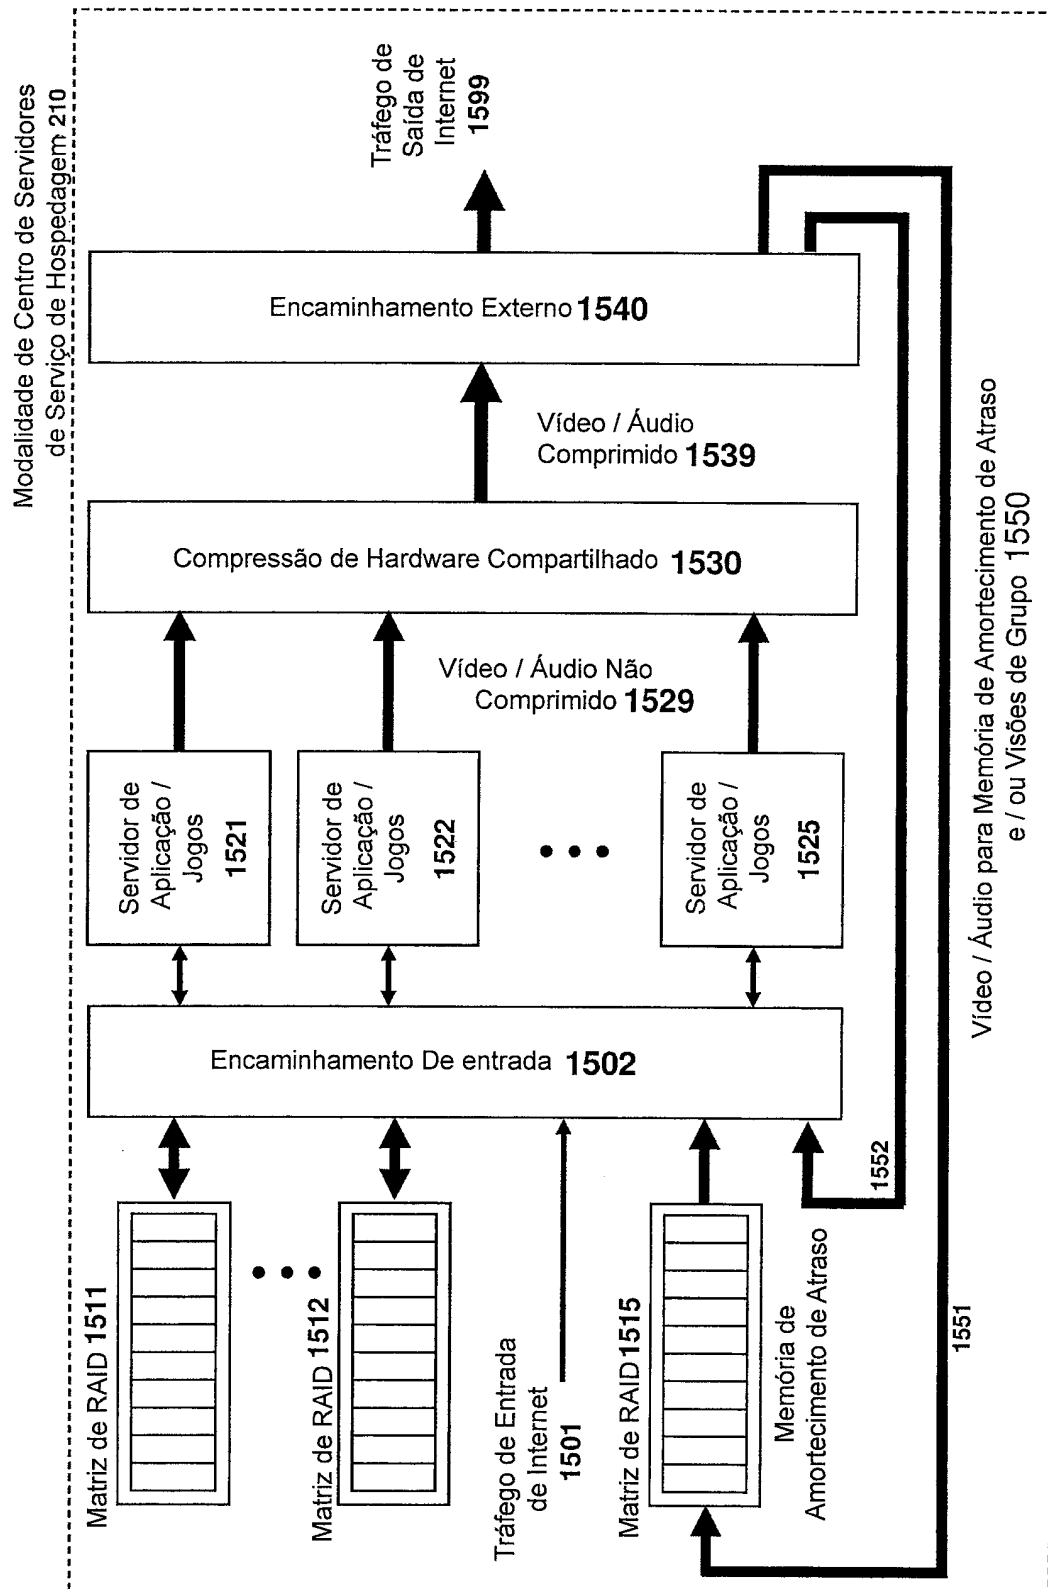 Modalidade de Centro de Servidores
de Serviço de Hospedagem 210
Tráfego de
Saída de
Internet
1599
Encaminhamento Externo 1540
Vídeo / Áudio
Comprimido 1539
Compressão de Hardware Compartilhado 1530
Vídeo / Áudio Não
Comprimido 1529
Servidor de
Aplicação /
Jogos
1521
Servidor de
Aplicação /
Jogos
1522
Servidor de
Aplicação /
Jogos
1525
Encaminhamento De entrada 1502
Matriz de RAID 1511
Matriz de RAID 1512
Tráfego de Entrada
de Internet
1501
Matriz de RAID 1515
Memória de
Amortecimento de Atraso
1552
1551
Vídeo / Áudio para Memória de Amortecimento de Atraso
e / ou Visões de Grupo 1550